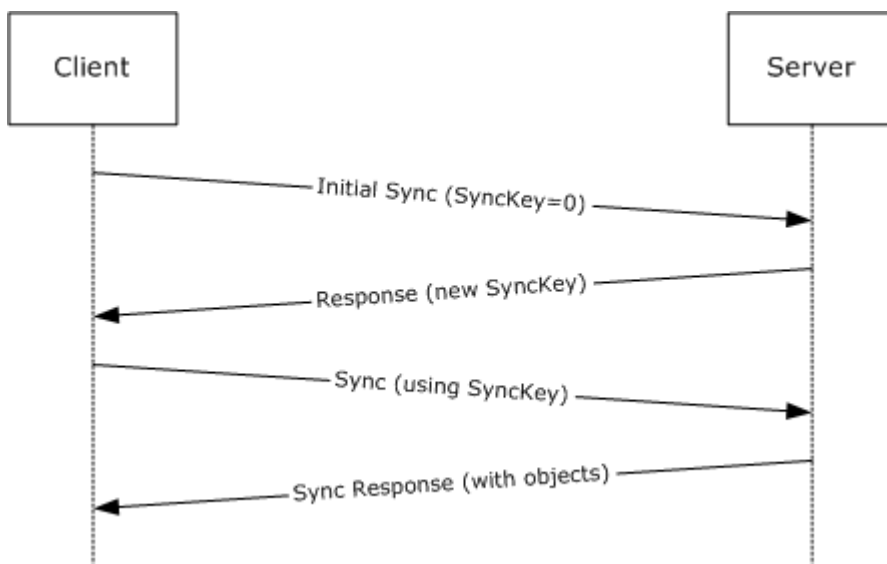 Client
Server
Initial Sync (SyncKey=0)
Response (new SyncKey)
Sync (using SyncKey)
Sync Response (with objects)